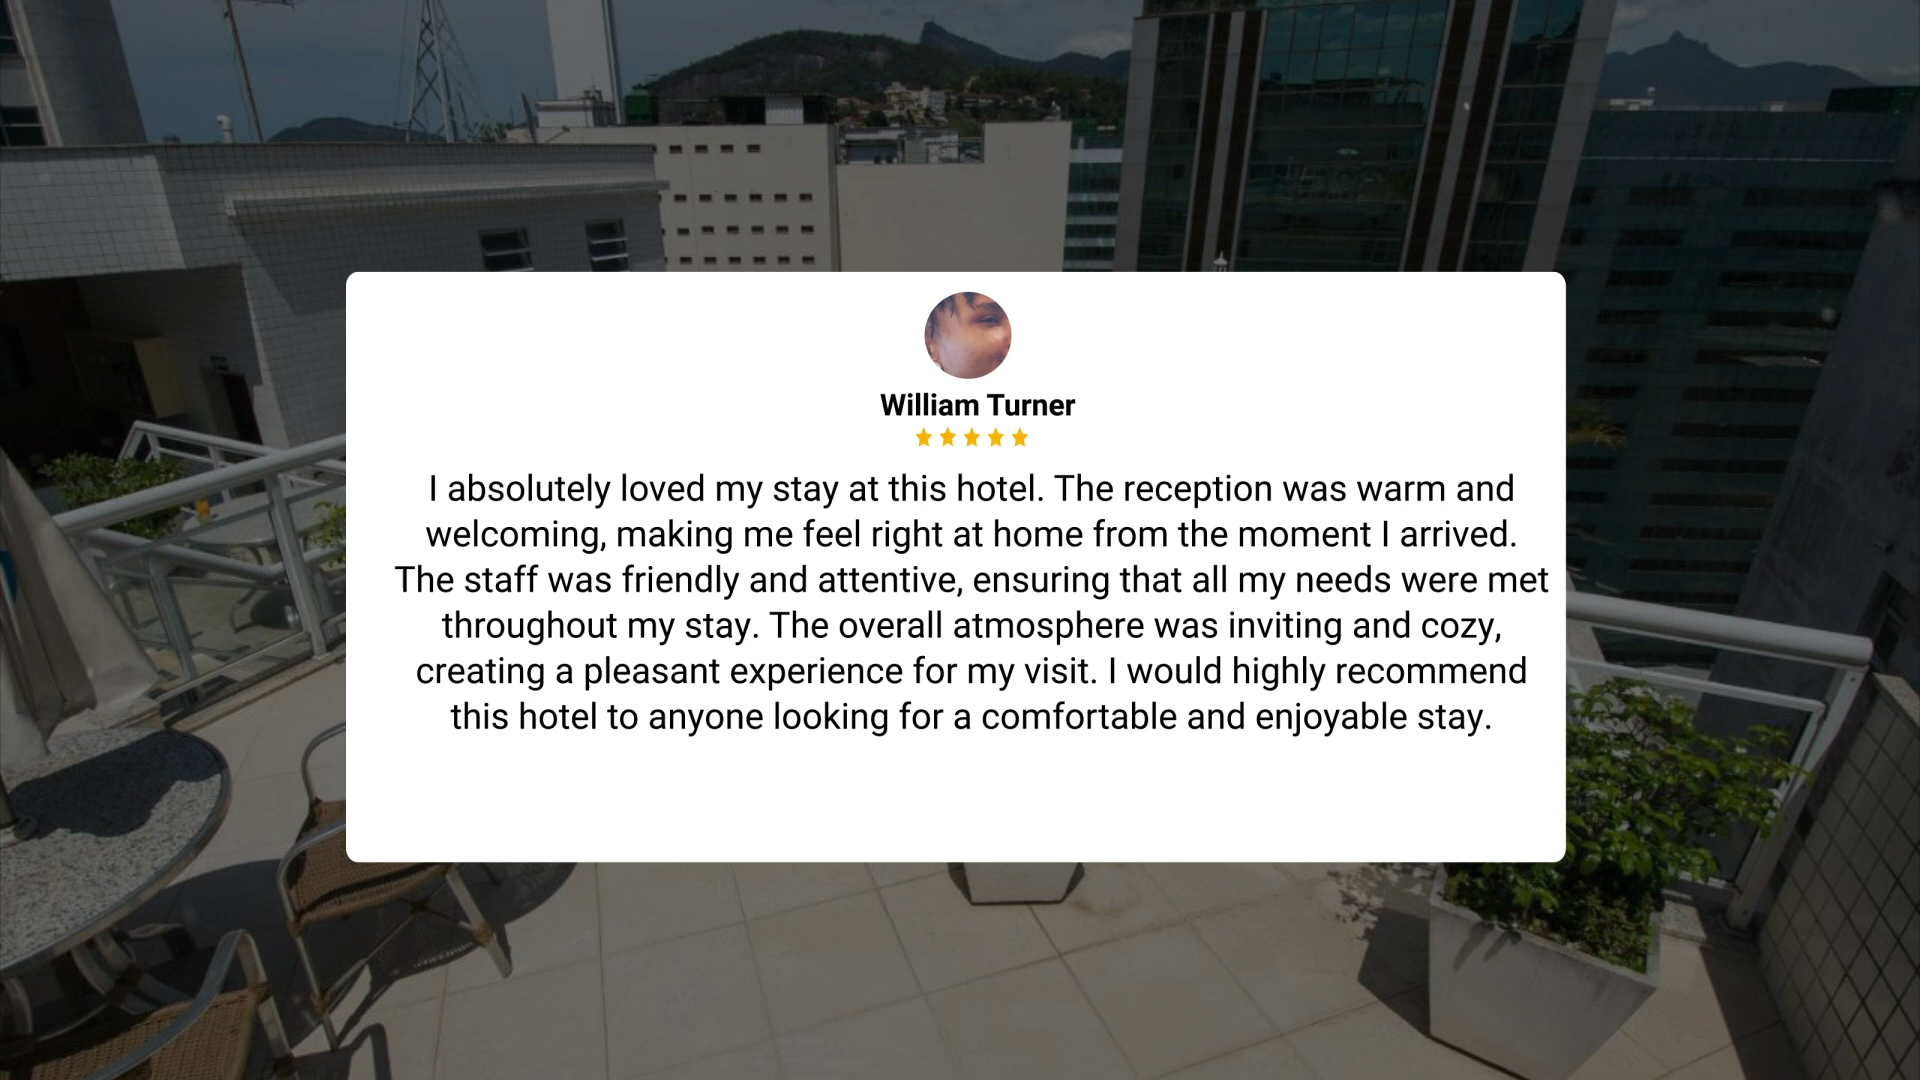 William Turner
I absolutely loved my stay at this hotel. The reception was warm and
welcoming, making me feel right at home from the moment I arrived.
The staff was friendly and attentive, ensuring that all my needs were met
throughout my stay. The overall atmosphere was inviting and cozy,
creating a pleasant experience for my visit. I would highly recommend
this hotel to anyone looking for a comfortable and enjoyable stay.